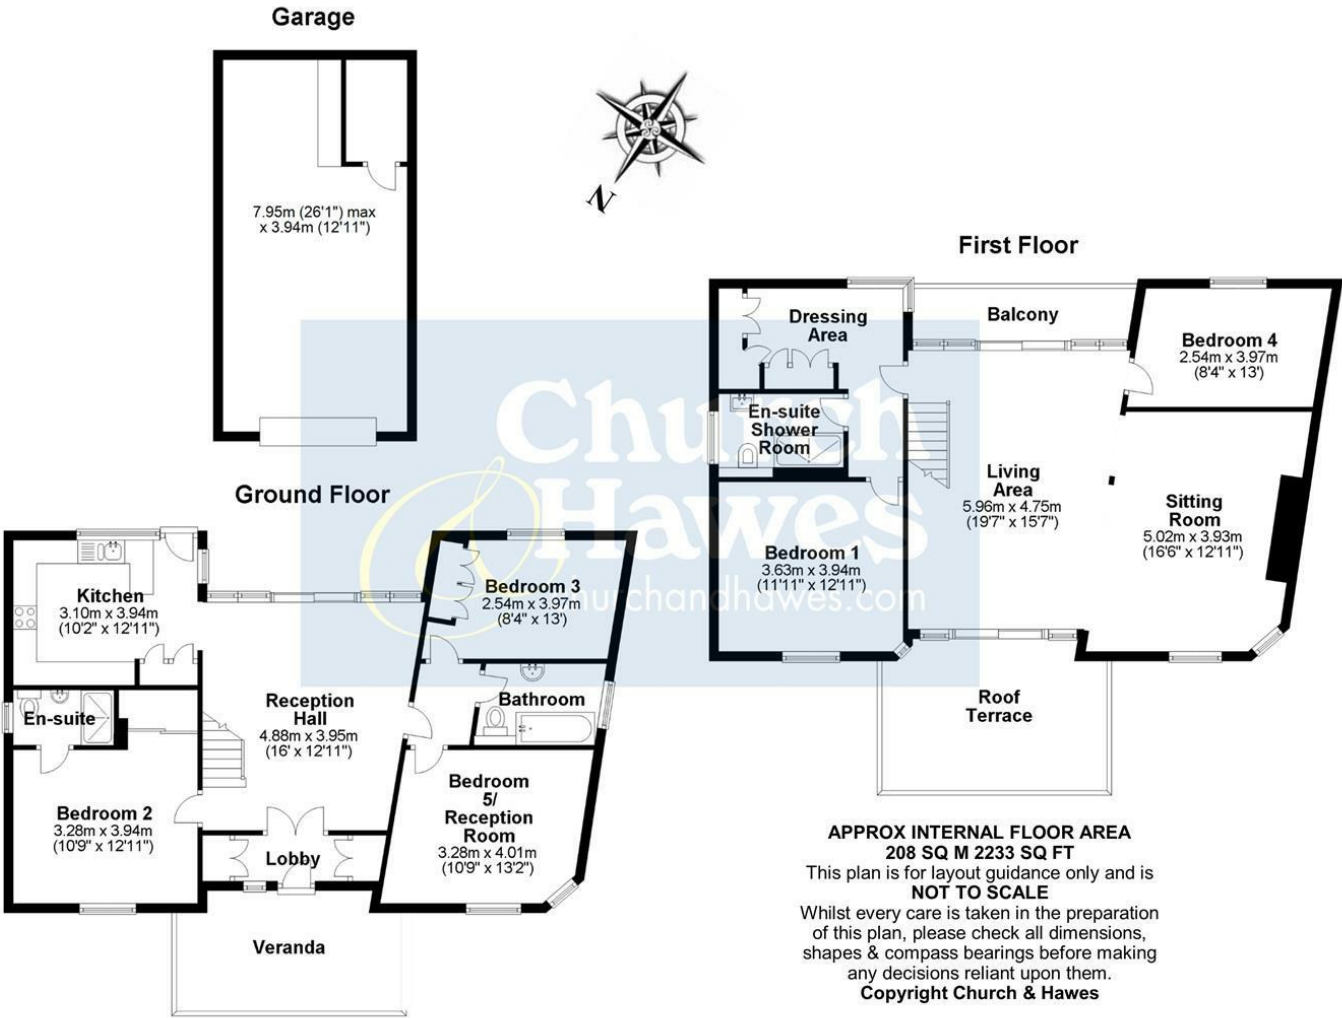 Garage
7.95m (26'1") max
x 3.94m (12'11")
N
First Floor
Dressing
Area
Balcony
Bedroom 4
2.54m x 3.97m
(8'4" x 13')
En-suite
Shower
Room
Living
Area
5.96m x 4.75m
(19'7" x 15'7")
Sitting
Room
5.02m x 3.93m
(16'6" x 12'11")
Bedroom 1
3.63m x 3.94m
(11'11" x 12'11")
Roof
Terrace
Church
& Hawes
churchandhawes.com
Ground Floor
Kitchen
3.10m x 3.94m
(10'2" x 12'11")
Bedroom 3
2.54m x 3.97m
(8'4" x 13')
En-suite
Reception
Hall
4.88m x 3.95m
(16' x 12'11")
Bathroom
Bedroom 2
3.28m x 3.94m
(10'9" x 12'11")
Bedroom
5/
Reception
Room
3.28m x 4.01m
(10'9" x 13'2")
Lobby
Veranda
APPROX INTERNAL FLOOR AREA
208 SQ M 2233 SQ FT
This plan is for layout guidance only and is
NOT TO SCALE
Whilst every care is taken in the preparation
of this plan, please check all dimensions,
shapes & compass bearings before making
any decisions reliant upon them.
Copyright Church & Hawes